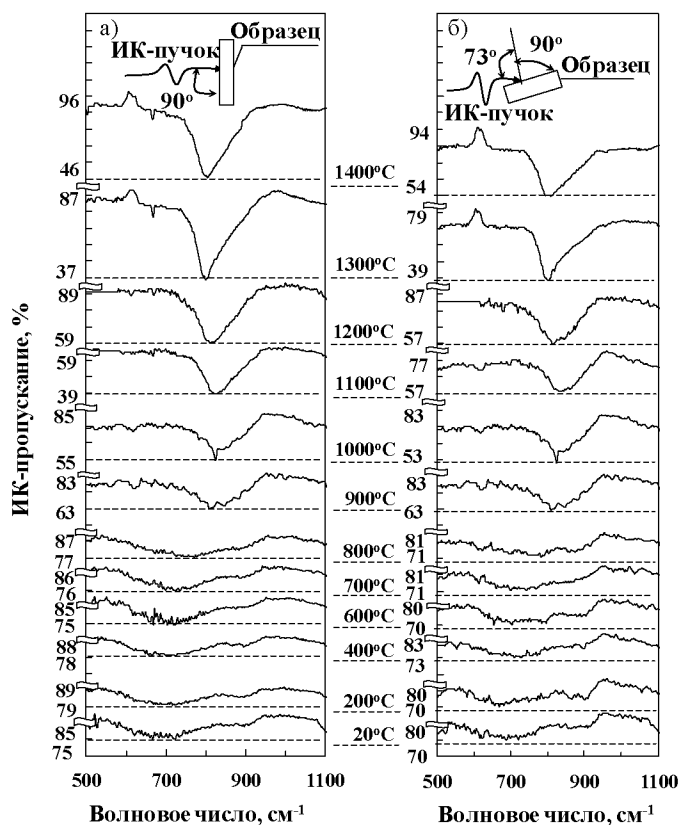 а)
ИК-пучок
Образец
90°
96
46
87
37
89
59
59
39
85
55
83
63
87
77
86
76
85
75
88
78
89
79
85
75
500
700
900
1100
Волновое число, см⁻¹
ИК-пропускание, %
1400°C
1300°C
1200°C
1100°C
1000°C
900°C
800°C
700°C
600°C
400°C
200°C
20°C
б)
73°
90°
Образец
ИК-пучок
94
54
79
39
87
57
77
57
83
53
83
63
81
71
81
71
80
70
83
73
80
70
80
70
500
700
900
1100
Волновое число, см⁻¹